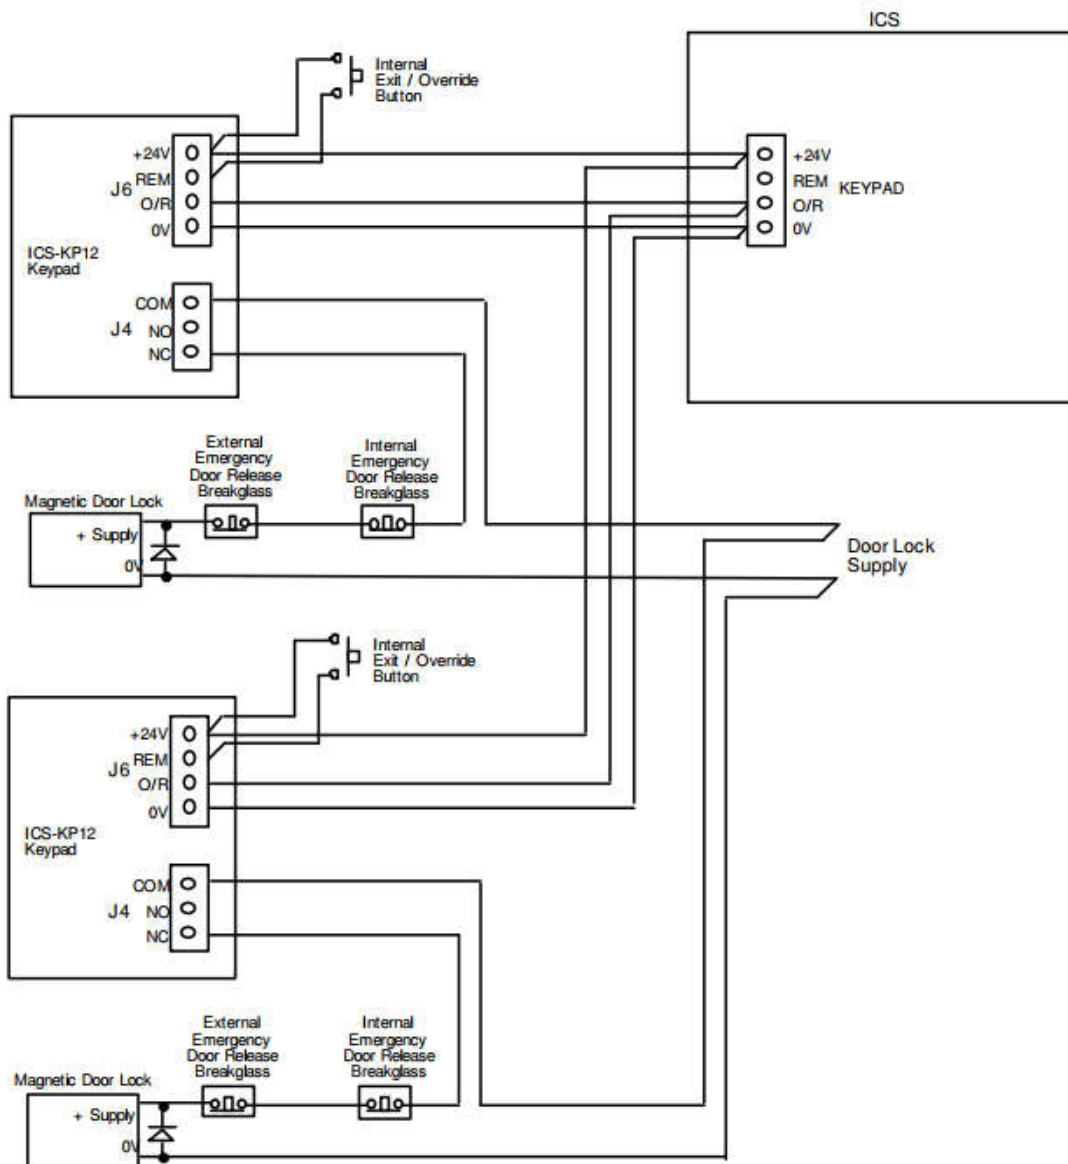 ICS
Internal
Exit / Override
Button
+24V
REM
J6
O/R
0V
+24V
REM
KEYPAD
O/R
0V
ICS-KP12
Keypad
COM
J4
NO
NC
External
Emergency
Door Release
Breakglass
Internal
Emergency
Door Release
Breakglass
Magnetic Door Lock
+ Supply
0V
Door Lock
Supply
Internal
Exit / Override
Button
+24V
REM
J6
O/R
0V
ICS-KP12
Keypad
COM
J4
NO
NC
External
Emergency
Door Release
Breakglass
Internal
Emergency
Door Release
Breakglass
Magnetic Door Lock
+ Supply
0V